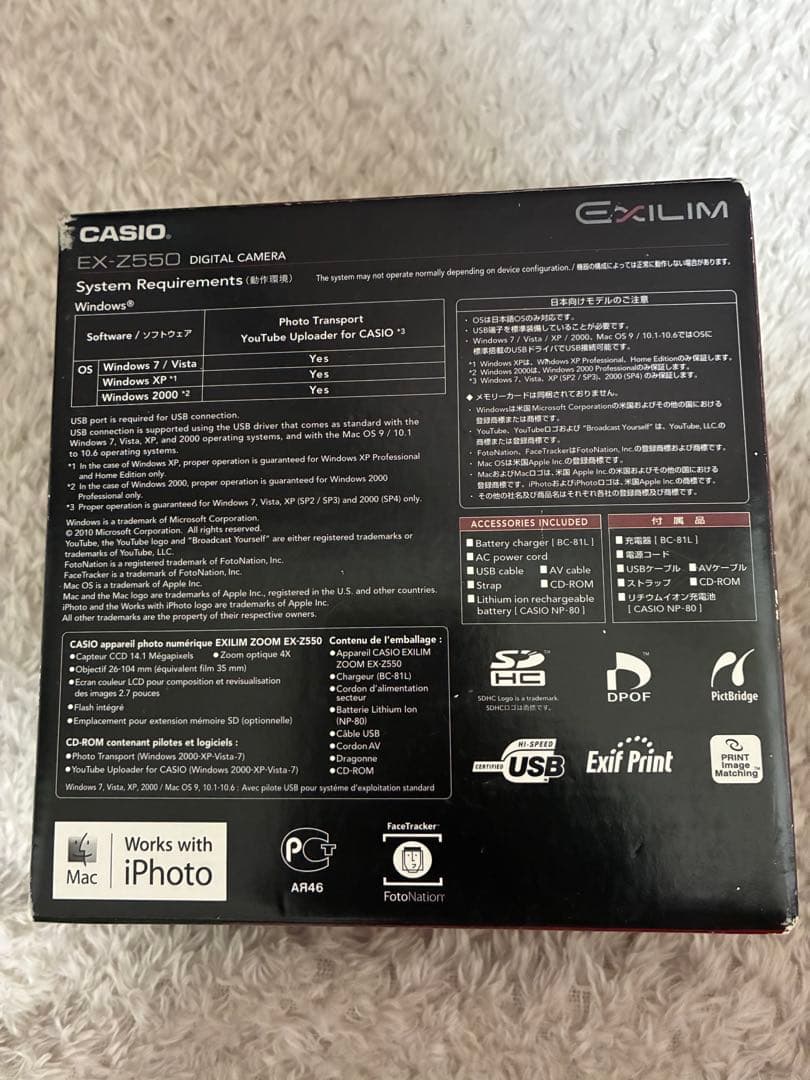 CASIO®
EXILIM
EX-Z550 DIGITAL CAMERA
System Requirements (動作環境)
The system may not operate normally depending on device configuration. / 機器の構成によっては正常に動作しない場合があります。
Windows®
Software / ソフトウェア
Photo Transport
YouTube Uploader for CASIO *3
OS
Windows 7 / Vista Yes
Windows XP *1 Yes
Windows 2000 *2 Yes
USB port is required for USB connection.
USB connection is supported using the USB driver that comes as standard with the
Windows 7, Vista, XP, and 2000 operating systems, and with the Mac OS 9 / 10.1
to 10.6 operating systems.
*1 In the case of Windows XP, proper operation is guaranteed for Windows XP Professional
and Home Edition only.
*2 In the case of Windows 2000, proper operation is guaranteed for Windows 2000
Professional only.
*3 Proper operation is guaranteed for Windows 7, Vista, XP (SP2 / SP3) and 2000 (SP4) only.
Windows is a trademark of Microsoft Corporation.
© 2010 Microsoft Corporation. All rights reserved.
YouTube, the YouTube logo and "Broadcast Yourself" are either registered trademarks or
trademarks of YouTube, LLC.
FotoNation is a registered trademark of FotoNation, Inc.
FaceTracker is a trademark of FotoNation, Inc.
Mac OS is a trademark of Apple Inc.
Mac and the Mac logo are trademarks of Apple Inc., registered in the U.S. and other countries.
iPhoto and the Works with iPhoto logo are trademarks of Apple Inc.
All other trademarks are the property of their respective owners.
日本向けモデルのご注意
・OSは日本語OSのみ対応です。
・USB端子を標準装備していることが必要です。
・Windows 7 / Vista / XP / 2000、Mac OS 9 / 10.1-10.6ではOSに
標準搭載のUSBドライバでUSB接続可能です。
*1 Windows XPは、Windows XP Professional、Home Editionのみ保証します。
*2 Windows 2000は、Windows 2000 Professionalのみ保証します。
*3 Windows 7、Vista、XP (SP2 / SP3)、2000 (SP4) のみ保証します。
◆ メモリーカードは同梱されておりません。
・Windowsは米国 Microsoft Corporationの米国およびその他の国における
登録商標または商標です。
・YouTube、YouTubeロゴおよび "Broadcast Yourself" は、YouTube, LLCの
商標または登録商標です。
・FotoNation、FaceTrackerはFotoNation, Inc.の登録商標および商標です。
・Mac OSは米国Apple Inc.の商標です。
・MacおよびMacロゴは、米国 Apple Inc.の米国およびその他の国における
登録商標です。iPhotoおよびiPhotoロゴは、米国 Apple Inc.の商標です。
・その他の社名及び商品名はそれぞれ各社の登録商標及び商標です。
ACCESSORIES INCLUDED
■Battery charger [ BC-81L ]
■AC power cord
■USB cable ■AV cable
■Strap ■CD-ROM
■Lithium ion rechargeable
battery [ CASIO NP-80 ]
付属品
■充電器 [ BC-81L ]
■電源コード
■USBケーブル ■AVケーブル
■ストラップ ■CD-ROM
■リチウムイオン充電池
[ CASIO NP-80 ]
CASIO appareil photo numérique EXILIM ZOOM EX-Z550
●Capteur CCD 14.1 Mégapixels ●Zoom optique 4X
●Objectif 26-104 mm (équivalent film 35 mm)
●Ecran couleur LCD pour composition et revisualisation
des images 2.7 pouces
●Flash intégré
●Emplacement pour extension mémoire SD (optionnelle)
CD-ROM contenant pilotes et logiciels :
●Photo Transport (Windows 2000-XP-Vista-7)
●YouTube Uploader for CASIO (Windows 2000-XP-Vista-7)
Windows 7, Vista, XP, 2000 / Mac OS 9, 10.1-10.6 : Avec pilote USB pour système d'exploitation standard
Contenu de l'emballage :
●Appareil CASIO EXILIM
ZOOM EX-Z550
●Chargeur (BC-81L)
●Cordon d'alimentation
secteur
●Batterie Lithium Ion
(NP-80)
●Câble USB
●Cordon AV
●Dragonne
●CD-ROM
SD™
HC
SDHC Logo is a trademark.
SDHCロゴは商標です。
DPOF™
PictBridge
CERTIFIED HI-SPEED USB
Exif Print
PRINT
Image
Matching™
Mac
Works with
iPhoto
РСТ
АЯ46
FaceTracker™
FotoNation™